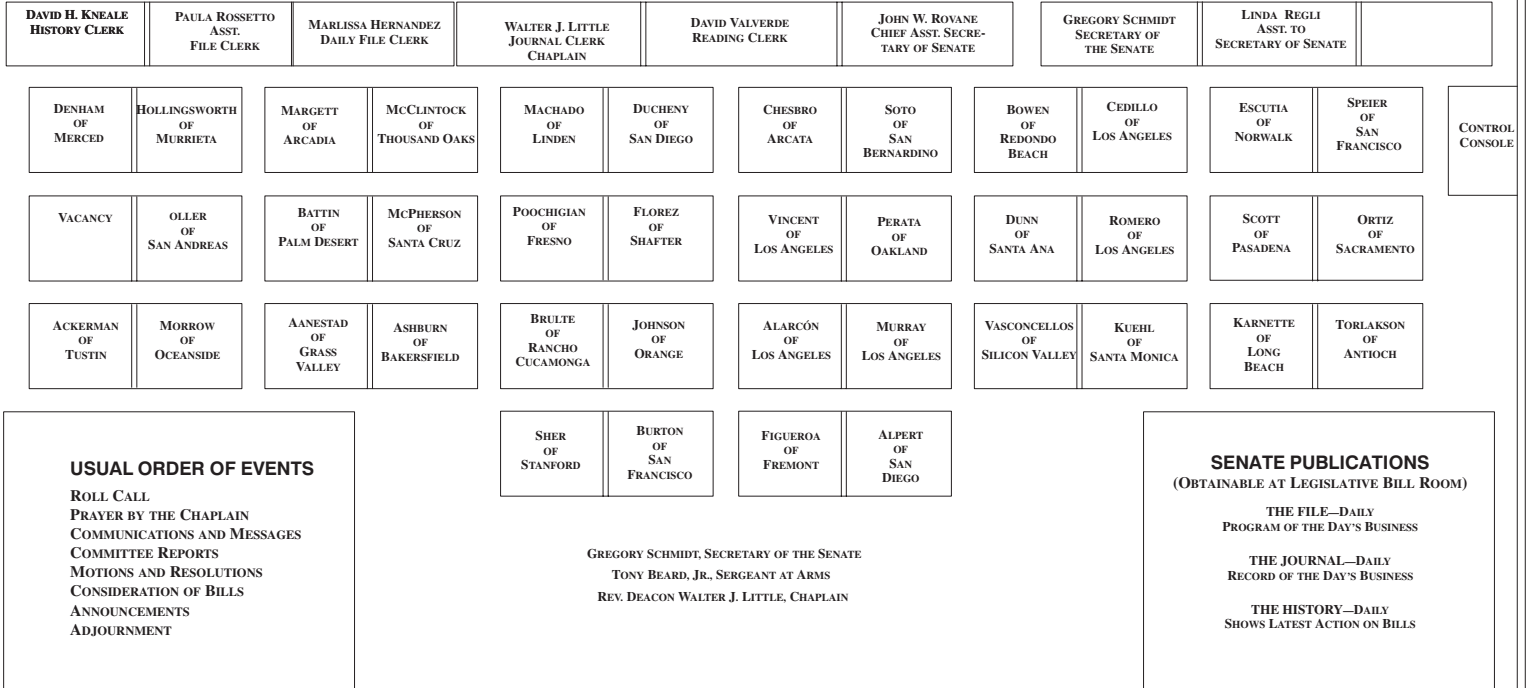 DAVID H. KNEALE
HISTORY CLERK
PAULA ROSSETTO
ASST.
FILE CLERK
MARLISSA HERNANDEZ
DAILY FILE CLERK
WALTER J. LITTLE
JOURNAL CLERK
CHAPLAIN
DAVID VALVERDE
READING CLERK
JOHN W. ROVANE
CHIEF ASST. SECRE-
TARY OF SENATE
GREGORY SCHMIDT
SECRETARY OF
THE SENATE
LINDA REGLI
ASST. TO
SECRETARY OF SENATE
DENHAM
OF
MERCED
HOLLINGSWORTH
OF
MURRIETA
MARGETT
OF
ARCADIA
MCCLINTOCK
OF
THOUSAND OAKS
MACHADO
OF
LINDEN
DUCHENY
OF
SAN DIEGO
CHESBRO
OF
ARCATA
SOTO
OF
SAN
BERNARDINO
BOWEN
OF
REDONDO
BEACH
CEDILLO
OF
LOS ANGELES
ESCUTIA
OF
NORWALK
SPEIER
OF
SAN
FRANCISCO
CONTROL
CONSOLE
VACANCY
OLLER
OF
SAN ANDREAS
BATTIN
OF
PALM DESERT
MCPHERSON
OF
SANTA CRUZ
POOCHIGIAN
OF
FRESNO
FLOREZ
OF
SHAFTER
VINCENT
OF
LOS ANGELES
PERATA
OF
OAKLAND
DUNN
OF
SANTA ANA
ROMERO
OF
LOS ANGELES
SCOTT
OF
PASADENA
ORTIZ
OF
SACRAMENTO
ACKERMAN
OF
TUSTIN
MORROW
OF
OCEANSIDE
AANESTAD
OF
GRASS
VALLEY
ASHBURN
OF
BAKERSFIELD
BRULTE
OF
RANCHO
CUCAMONGA
JOHNSON
OF
ORANGE
ALARCÓN
OF
LOS ANGELES
MURRAY
OF
LOS ANGELES
VASCONCELLOS
OF
SILICON VALLEY
KUEHL
OF
SANTA MONICA
KARNETTE
OF
LONG
BEACH
TORLAKSON
OF
ANTIOCH
SHER
OF
STANFORD
BURTON
OF
SAN
FRANCISCO
FIGUEROA
OF
FREMONT
ALPERT
OF
SAN
DIEGO
USUAL ORDER OF EVENTS
ROLL CALL
PRAYER BY THE CHAPLAIN
COMMUNICATIONS AND MESSAGES
COMMITTEE REPORTS
MOTIONS AND RESOLUTIONS
CONSIDERATION OF BILLS
ANNOUNCEMENTS
ADJOURNMENT
GREGORY SCHMIDT, SECRETARY OF THE SENATE
TONY BEARD, JR., SERGEANT AT ARMS
REV. DEACON WALTER J. LITTLE, CHAPLAIN
SENATE PUBLICATIONS
(OBTAINABLE AT LEGISLATIVE BILL ROOM)
THE FILE—DAILY
PROGRAM OF THE DAY'S BUSINESS
THE JOURNAL—DAILY
RECORD OF THE DAY'S BUSINESS
THE HISTORY—DAILY
SHOWS LATEST ACTION ON BILLS